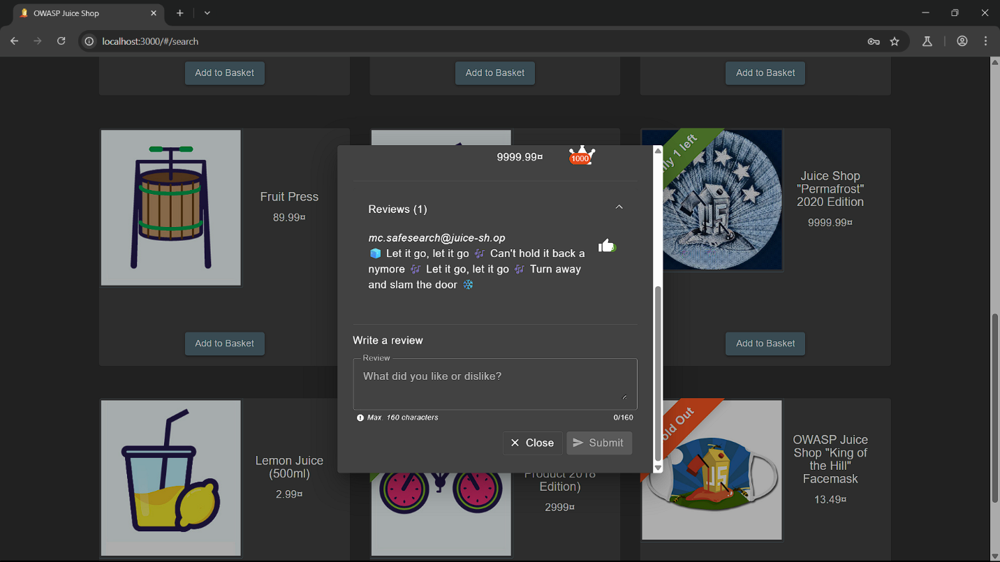 OWASP Juice Shop
localhost:3000/#/search
Add to Basket
Add to Basket
Add to Basket
Fruit Press
89.99¤
Add to Basket
9999.99¤
1000
Reviews (1)
mc.safesearch@juice-sh.op
🧊 Let it go, let it go 🎶 Can't hold it back a
nymore 🎶 Let it go, let it go 🎶 Turn away
and slam the door ❄
Write a review
Review
What did you like or dislike?
Max. 160 characters
0/160
Close
Submit
1 left
JS
Juice Shop
"Permafrost"
2020 Edition
9999.99¤
Add to Basket
Lemon Juice
(500ml)
2.99¤
Product 2018
Edition)
2999¤
Out
JS
OWASP Juice
Shop "King of
the Hill"
Facemask
13.49¤